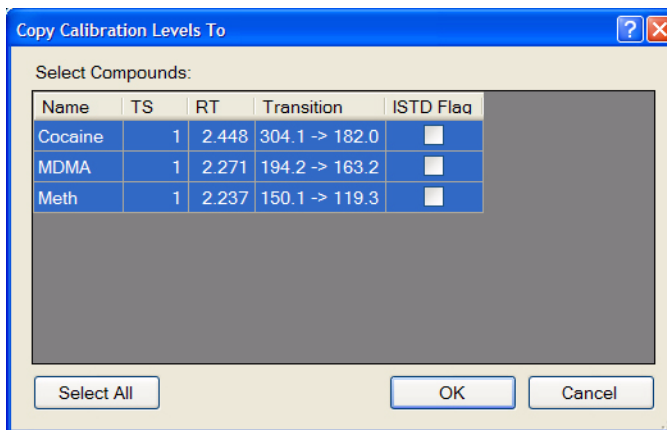 Copy Calibration Levels To
Select Compounds:
Name TS RT Transition ISTD Flag
Cocaine 1 2.448 304.1 -> 182.0
MDMA 1 2.271 194.2 -> 163.2
Meth 1 2.237 150.1 -> 119.3
Select All OK Cancel